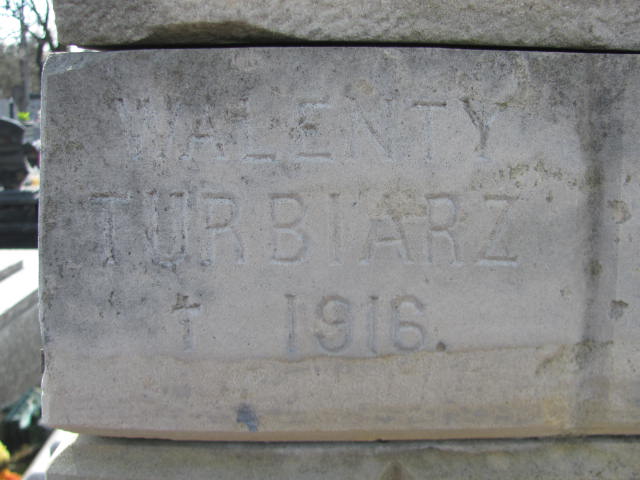 WALENTY
TURBIARZ
† 1916.